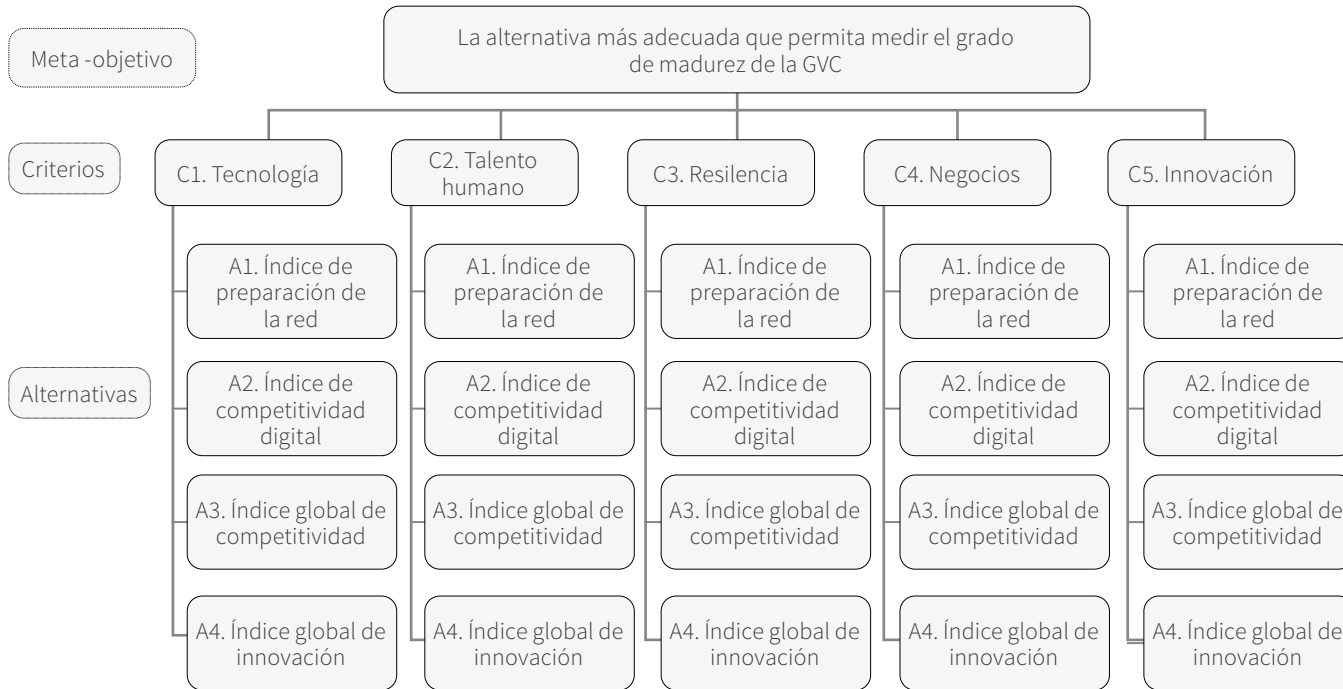 Meta -objetivo
La alternativa más adecuada que permita medir el grado
de madurez de la GVC
Criterios
C1. Tecnología
C2. Talento
humano
C3. Resilencia
C4. Negocios
C5. Innovación
Alternativas
A1. Índice de
preparación de
la red
A2. Índice de
competitividad
digital
A3. Índice global de
competitividad
A4. Índice global de
innovación
A1. Índice de
preparación de
la red
A2. Índice de
competitividad
digital
A3. Índice global de
competitividad
A4. Índice global de
innovación
A1. Índice de
preparación de
la red
A2. Índice de
competitividad
digital
A3. Índice global de
competitividad
A4. Índice global de
innovación
A1. Índice de
preparación de
la red
A2. Índice de
competitividad
digital
A3. Índice global de
competitividad
A4. Índice global de
innovación
A1. Índice de
preparación de
la red
A2. Índice de
competitividad
digital
A3. Índice global de
competitividad
A4. Índice global de
innovación